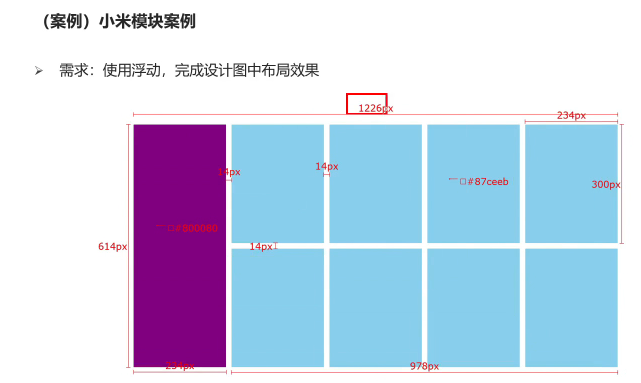 （案例）小米模块案例
➢ 需求：使用浮动，完成设计图中布局效果
1226px
234px
14px
14px
#87ceeb
300px
#800080
614px
14px
234px
978px